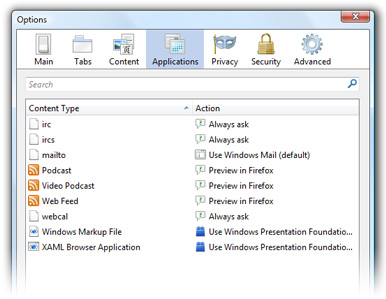 Options
Main Tabs Content Applications Privacy Security Advanced
Search
Content Type Action
irc Always ask
ircs Always ask
mailto Use Windows Mail (default)
Podcast Preview in Firefox
Video Podcast Preview in Firefox
Web Feed Preview in Firefox
webcal Always ask
Windows Markup File Use Windows Presentation Foundatio...
XAML Browser Application Use Windows Presentation Foundatio...